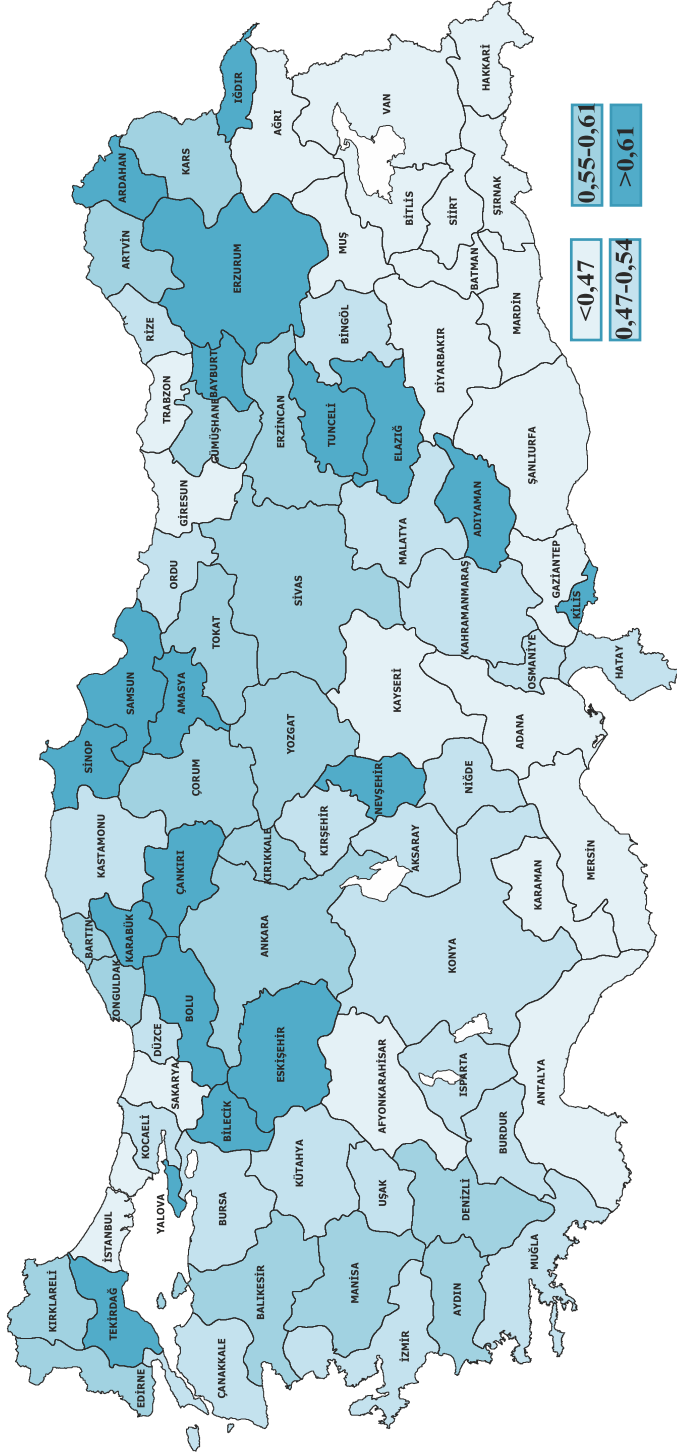 KIRKLARELİ
EDİRNE
TEKİRDAĞ
İSTANBUL
YALOVA
KOCAELİ
SAKARYA
DÜZCE
ZONGULDAK
BARTIN
KARABÜK
KASTAMONU
SİNOP
SAMSUN
AMASYA
ORDU
GİRESUN
TRABZON
RİZE
ARTVİN
ARDAHAN
KARS
IĞDIR
AĞRI
ÇANAKKALE
BALIKESİR
BURSA
BİLECİK
KÜTAHYA
ESKİŞEHİR
BOLU
ANKARA
ÇANKIRI
KIRIKKALE
ÇORUM
YOZGAT
TOKAT
SİVAS
GÜMÜŞHANE
BAYBURT
ERZİNCAN
ERZURUM
TUNCELİ
BİNGÖL
MUŞ
VAN
BİTLİS
İZMİR
MANİSA
UŞAK
AFYONKARAHİSAR
KONYA
AKSARAY
KIRŞEHİR
NEVŞEHİR
NİĞDE
KAYSERİ
KAHRAMANMARAŞ
MALATYA
ELAZIĞ
ADIYAMAN
DİYARBAKIR
BATMAN
SİİRT
ŞIRNAK
HAKKARİ
AYDIN
DENİZLİ
MUĞLA
BURDUR
ISPARTA
ANTALYA
KARAMAN
MERSİN
ADANA
OSMANİYE
HATAY
KİLİS
GAZİANTEP
ŞANLIURFA
MARDİN
<0,47
0,55-0,61
0,47-0,54
>0,61